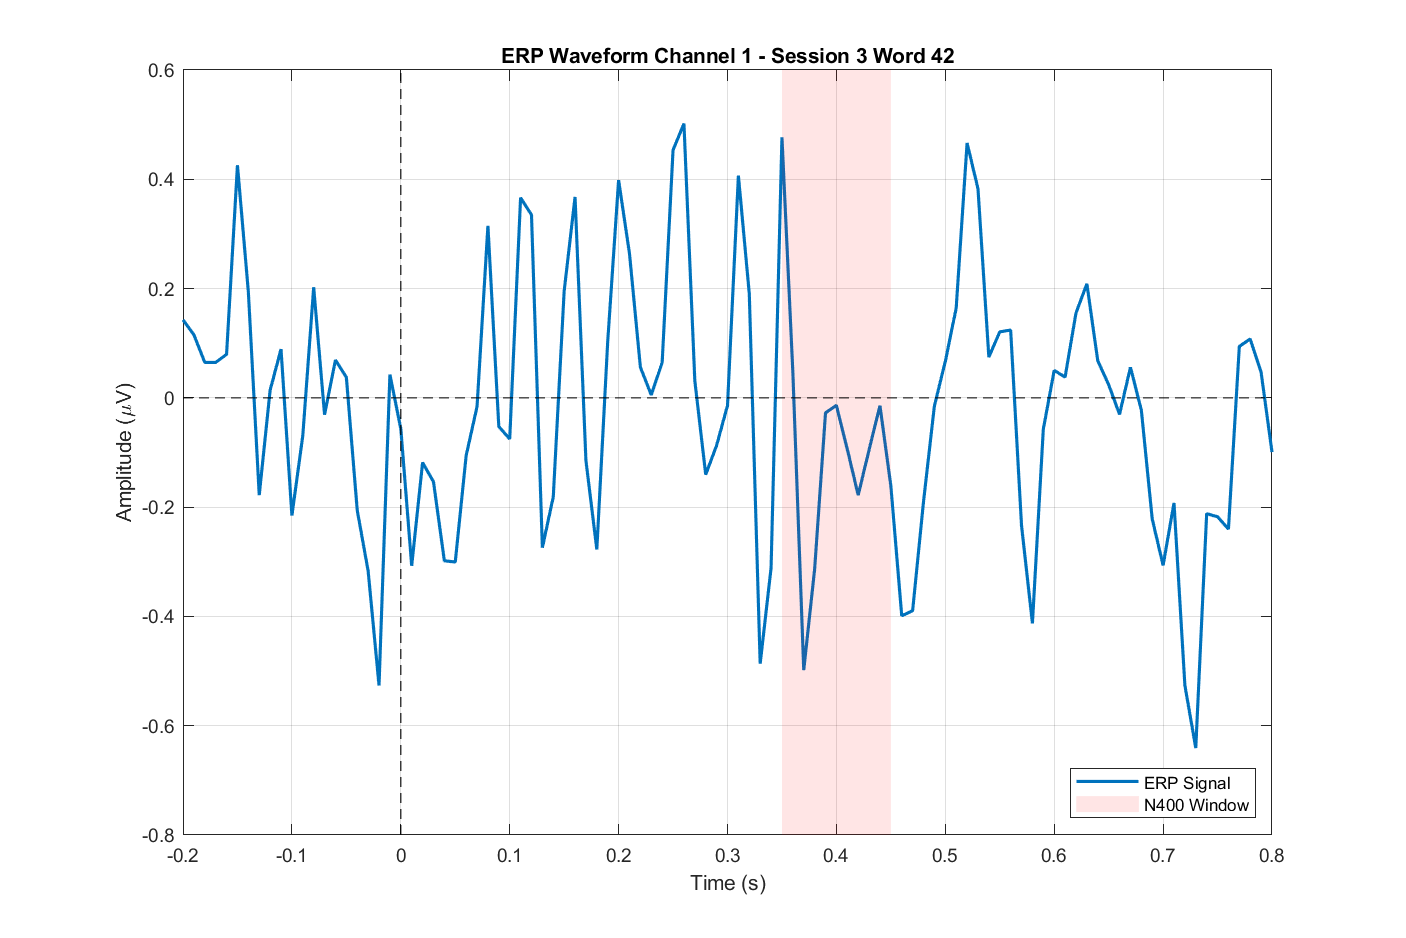 ERP Waveform Channel 1 - Session 3 Word 42
0.6
0.4
0.2
0
-0.2
-0.4
-0.6
-0.8
Amplitude (μV)
-0.2 -0.1 0 0.1 0.2 0.3 0.4 0.5 0.6 0.7 0.8
Time (s)
ERP Signal
N400 Window